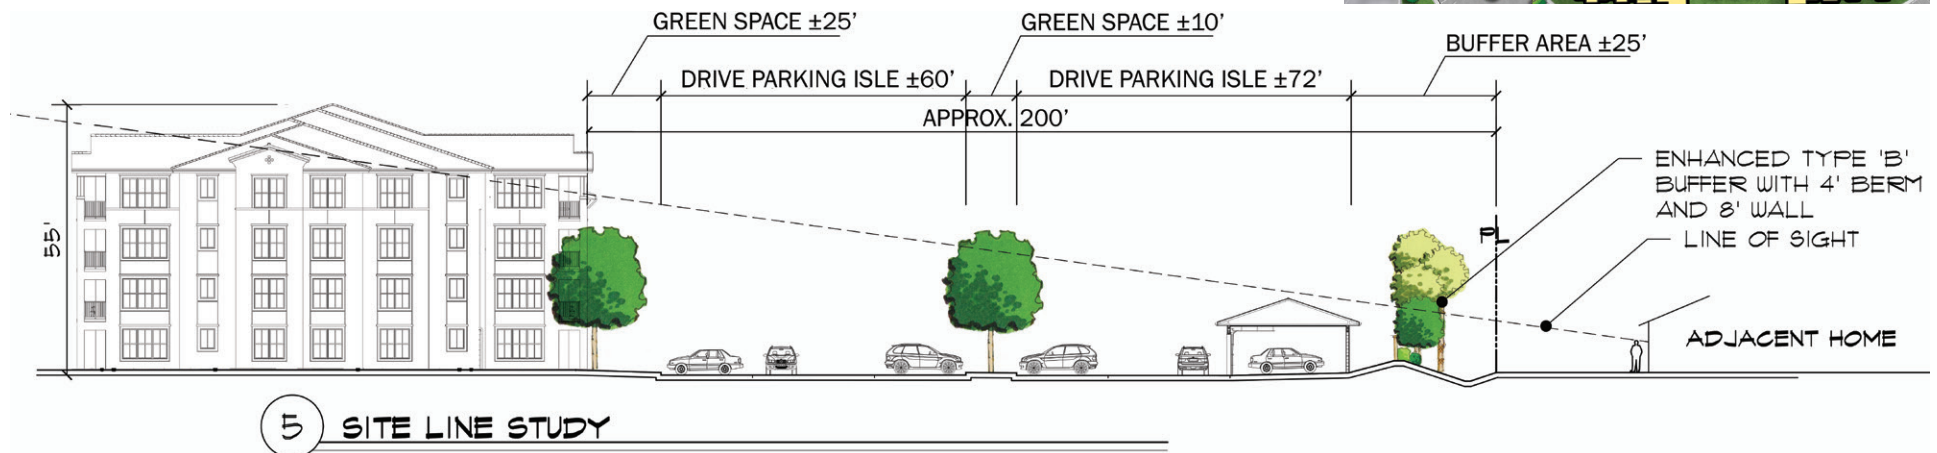 GREEN SPACE ±25'
GREEN SPACE ±10'
BUFFER AREA ±25'
DRIVE PARKING ISLE ±60'
DRIVE PARKING ISLE ±72'
APPROX. 200'
ENHANCED TYPE 'B'
BUFFER WITH 4' BERM
AND 8' WALL
PL
LINE OF SIGHT
55'
ADJACENT HOME
5 SITE LINE STUDY